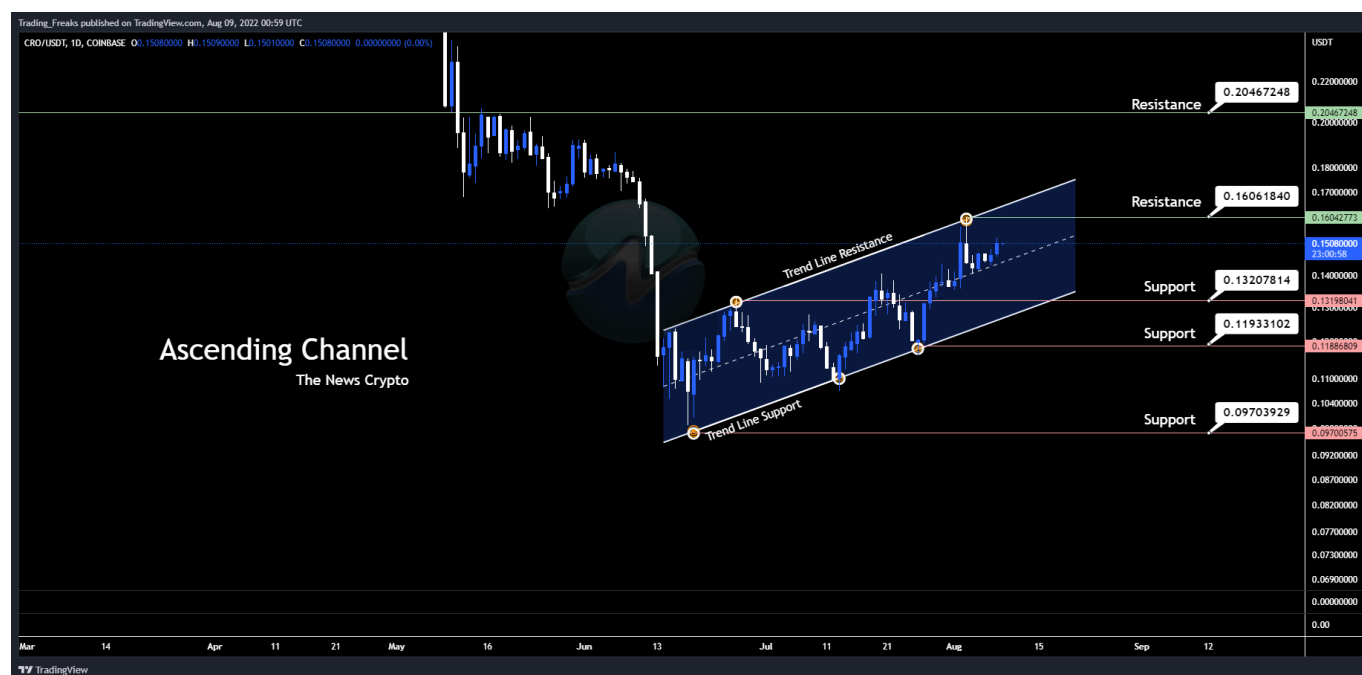 Trading_Freaks published on TradingView.com, Aug 09, 2022 00:59 UTC
CRO/USDT, 1D, COINBASE O0.15080000 H0.15090000 L0.15010000 C0.15080000 0.00000000 (0.00%)
USDT
0.22000000
Resistance
0.20467248
0.20467248
0.20000000
0.18000000
0.17000000
Resistance
0.16061840
0.16042773
Trend Line Resistance
0.15080000
23:00:58
0.14000000
Support
0.13207814
0.13198041
0.13000000
Support
0.11933102
0.11886809
Ascending Channel
The News Crypto
0.11000000
0.10400000
Trend Line Support
Support
0.09703929
0.09700575
0.09200000
0.08700000
0.08200000
0.07700000
0.07300000
0.06900000
0.00000000
0.00
Mar 14 Apr 11 21 May 16 Jun 13 Jul 11 21 Aug 15 Sep 12
TradingView